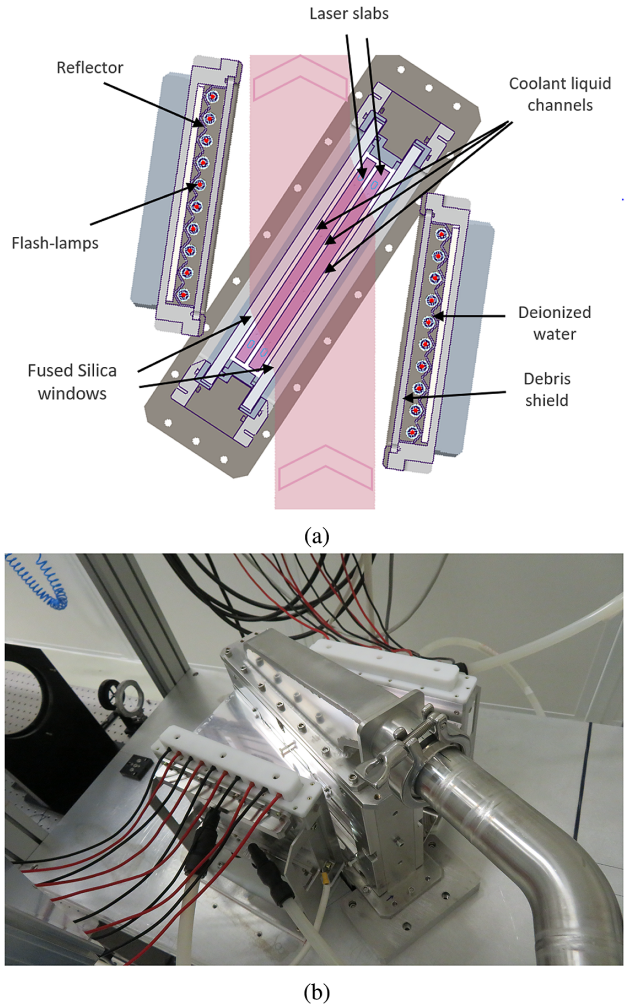 Laser slabs
Reflector
Coolant liquid
channels
Flash-lamps
Deionized
water
Fused Silica
windows
Debris
shield
(a)
(b)